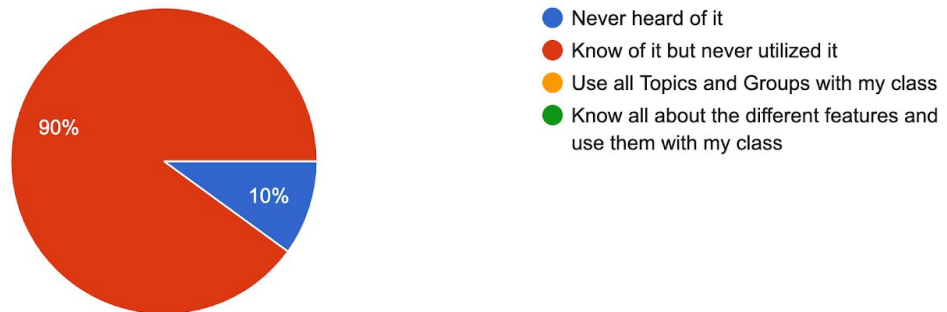 90%
10%
Never heard of it
Know of it but never utilized it
Use all Topics and Groups with my class
Know all about the different features and
use them with my class